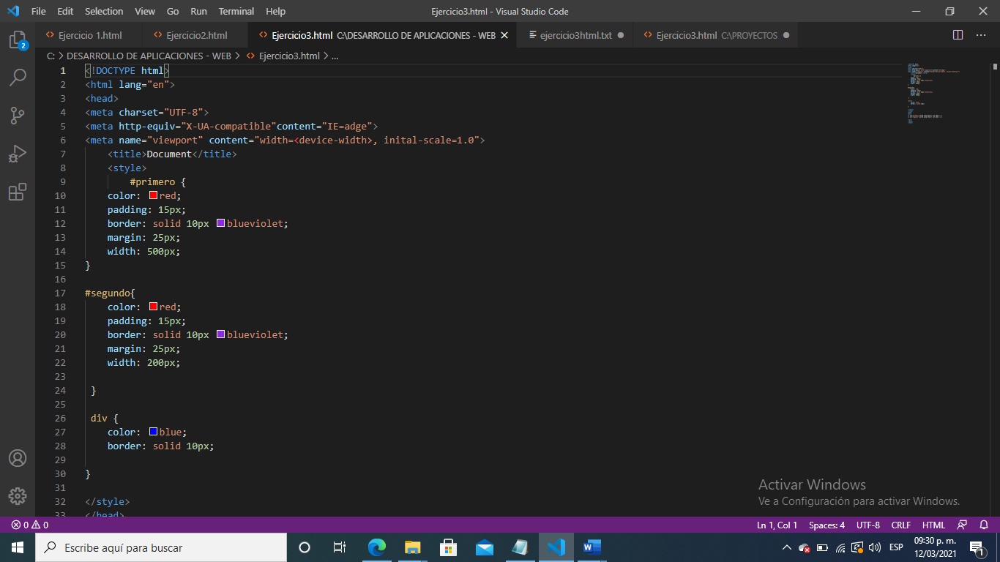 File Edit Selection View Go Run Terminal Help Ejercicio3.html - Visual Studio Code
Ejercicio 1.html Ejercicio2.html Ejercicio3.html C:\DESARROLLO DE APLICACIONES - WEB ejercicio3html.txt Ejercicio3.html C:\PROYECTOS
C: > DESARROLLO DE APLICACIONES - WEB > Ejercicio3.html > ...
1 <!DOCTYPE html>
2 <html lang="en">
3 <head>
4 <meta charset="UTF-8">
5 <meta http-equiv="X-UA-compatible"content="IE=adge">
6 <meta name="viewport" content="width=<device-width>, inital-scale=1.0">
7 <title>Document</title>
8 <style>
9 #primero {
10 color: red;
11 padding: 15px;
12 border: solid 10px blueviolet;
13 margin: 25px;
14 width: 500px;
15 }
16
17 #segundo{
18 color: red;
19 padding: 15px;
20 border: solid 10px blueviolet;
21 margin: 25px;
22 width: 200px;
23
24 }
25
26 div {
27 color: blue;
28 border: solid 10px;
29
30 }
31
32 </style>
33 </head>
2
Activar Windows
Ve a Configuración para activar Windows.
0 0 Ln 1, Col 1 Spaces: 4 UTF-8 CRLF HTML
Escribe aquí para buscar ESP 09:30 p. m.
12/03/2021 1